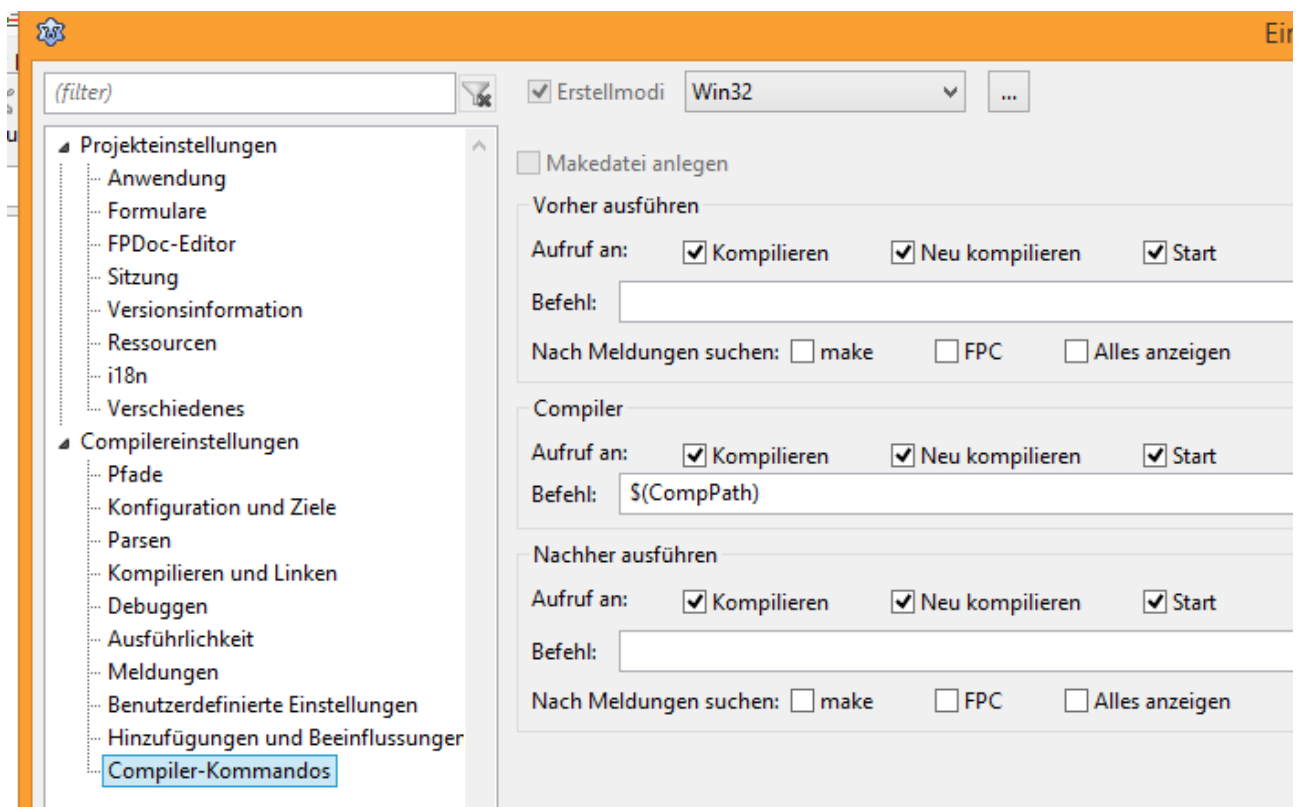 Ein
(filter)
Erstellmodi Win32 ...
Projekteinstellungen
Anwendung
Formulare
FPDoc-Editor
Sitzung
Versionsinformation
Ressourcen
i18n
Verschiedenes
Compilereinstellungen
Pfade
Konfiguration und Ziele
Parsen
Kompilieren und Linken
Debuggen
Ausführlichkeit
Meldungen
Benutzerdefinierte Einstellungen
Hinzufügungen und Beeinflussungen
Compiler-Kommandos
Makedatei anlegen
Vorher ausführen
Aufruf an: Kompilieren Neu kompilieren Start
Befehl:
Nach Meldungen suchen: make FPC Alles anzeigen
Compiler
Aufruf an: Kompilieren Neu kompilieren Start
Befehl: $(CompPath)
Nachher ausführen
Aufruf an: Kompilieren Neu kompilieren Start
Befehl:
Nach Meldungen suchen: make FPC Alles anzeigen